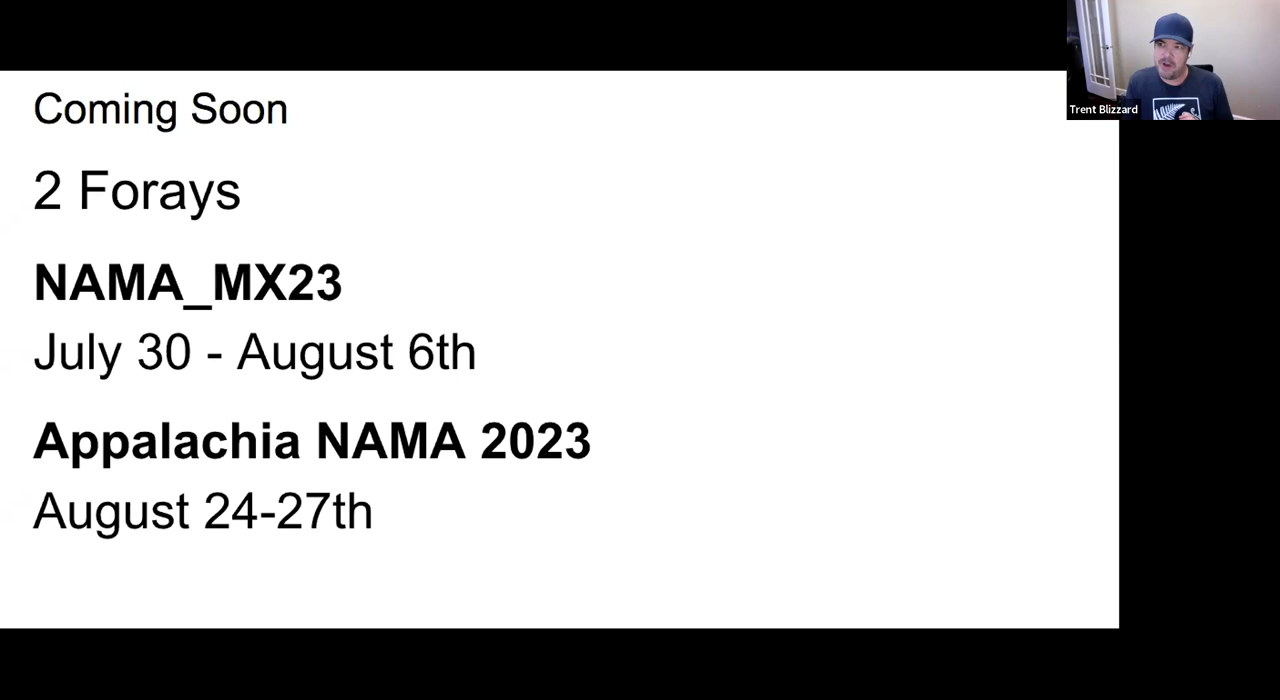 Coming Soon
2 Forays
NAMA_MX23
July 30 - August 6th
Appalachia NAMA 2023
August 24-27th
Trent Blizzard